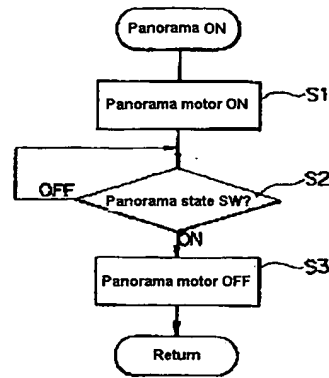 Panorama ON
Panorama motor ON
S1
Panorama state SW?
S2
OFF
ON
Panorama motor OFF
S3
Return